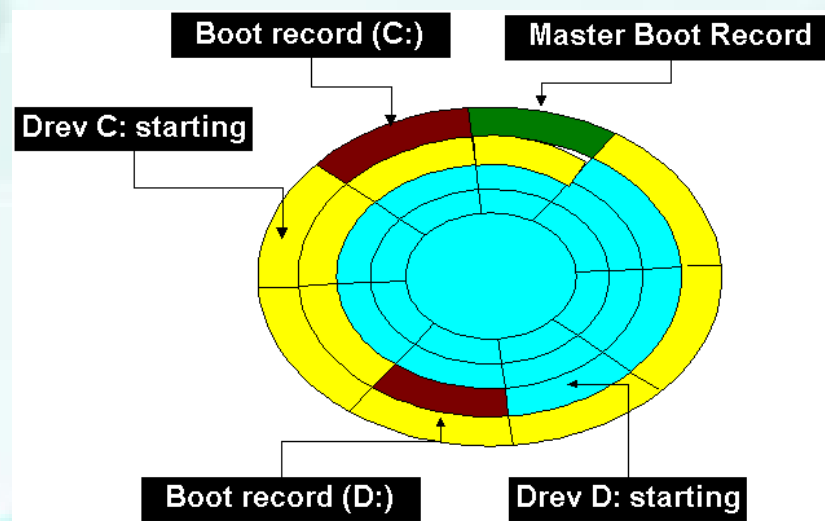 Boot record (C:)
Master Boot Record
Drev C: starting
Boot record (D:)
Drev D: starting